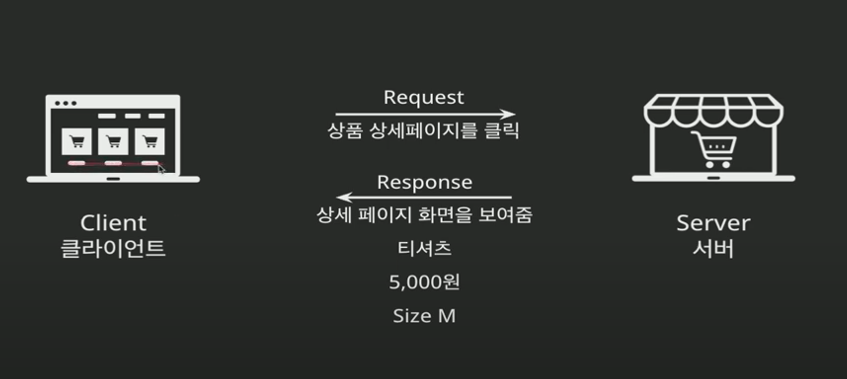 Request
상품 상세페이지를 클릭
Response
상세 페이지 화면을 보여줌
티셔츠
5,000원
Size M
Client
클라이언트
Server
서버